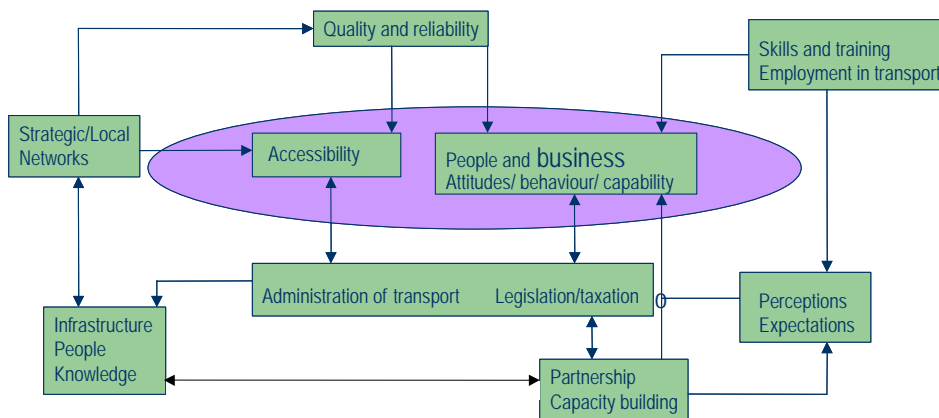 Quality and reliability
Skills and training
Employment in transport
Strategic/Local
Networks
Accessibility
People and business
Attitudes/ behaviour/ capability
Administration of transport Legislation/taxation
0
Perceptions
Expectations
Infrastructure
People
Knowledge
Partnership
Capacity building